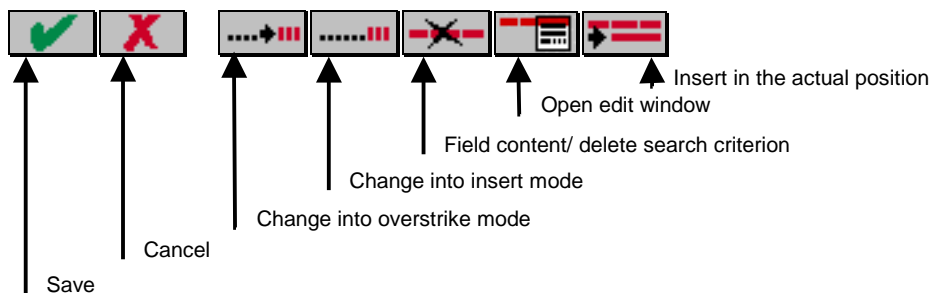 Insert in the actual position
Open edit window
Field content/ delete search criterion
Change into insert mode
Change into overstrike mode
Cancel
Save